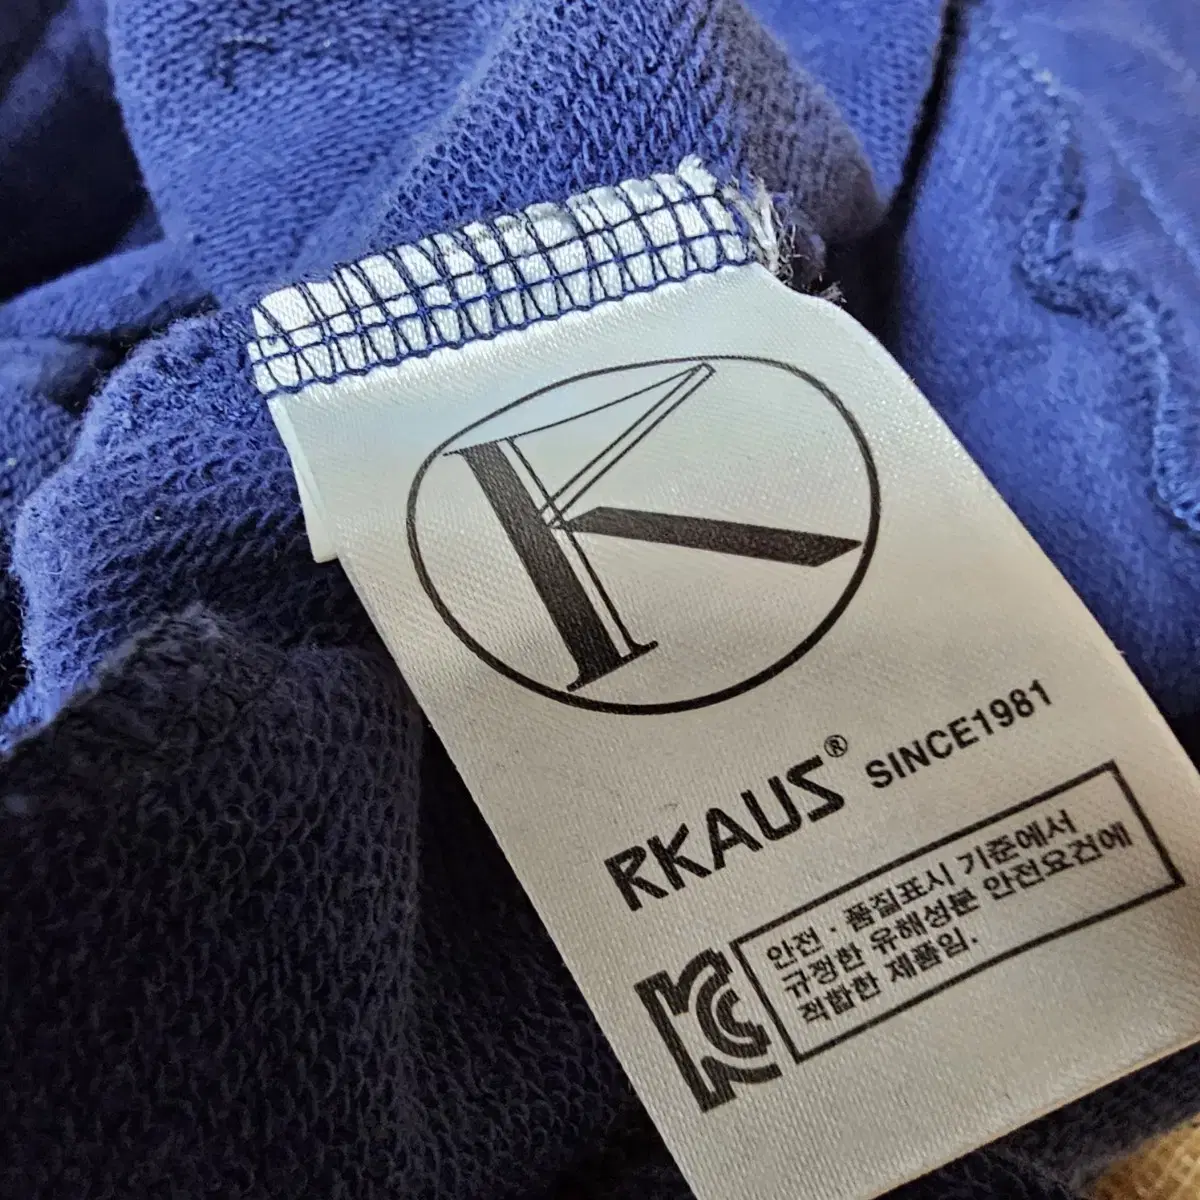 K
RKAUS® SINCE1981
안전·품질표시 기준에서
규정한 유해성분 안전요건에
적합한 제품임.